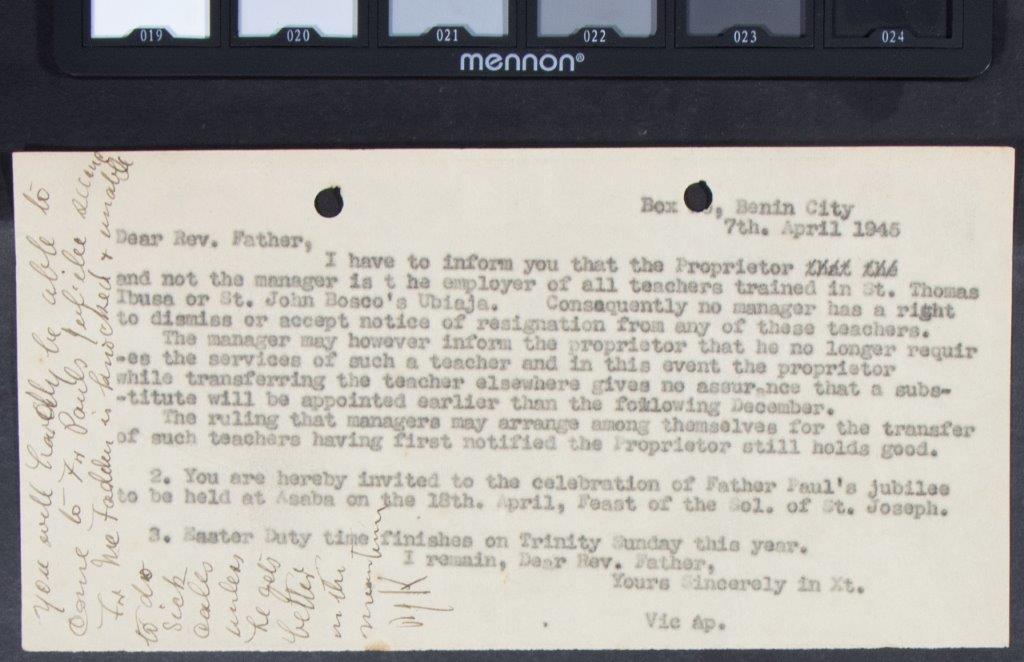 019 020 021 022 023 024
mennon®
Box , Benin City
7th. April 1945
Dear Rev. Father,
I have to inform you that the Proprietor that the
and not the manager is t he employer of all teachers trained in St. Thomas
Ibusa or St. John Bosco's Ubiaja. Consequently no manager has a right
to dismiss or accept notice of resignation from any of these teachers.
The manager may however inform the proprietor that he no longer requir
-es the services of such a teacher and in this event the proprietor
while transferring the teacher elsewhere gives no assurance that a subs-
-titute will be appointed earlier than the following December.
The ruling that managers may arrange among themselves for the transfer
of such teachers having first notified the Proprietor still holds good.
2. You are hereby invited to the celebration of Father Paul's jubilee
to be held at Asaba on the 18th. April, Feast of the Sol. of St. Joseph.
3. Easter Duty time finishes on Trinity Sunday this year.
I remain, Dear Rev. Father,
Yours Sincerely in Xt.
Vic Ap.
you will hardly be able to
come to Fr Pauls jubilee
Fr Mc Fadden is knocked & unable
to do
sick
calls
unless
he gets
better
in the
meantime